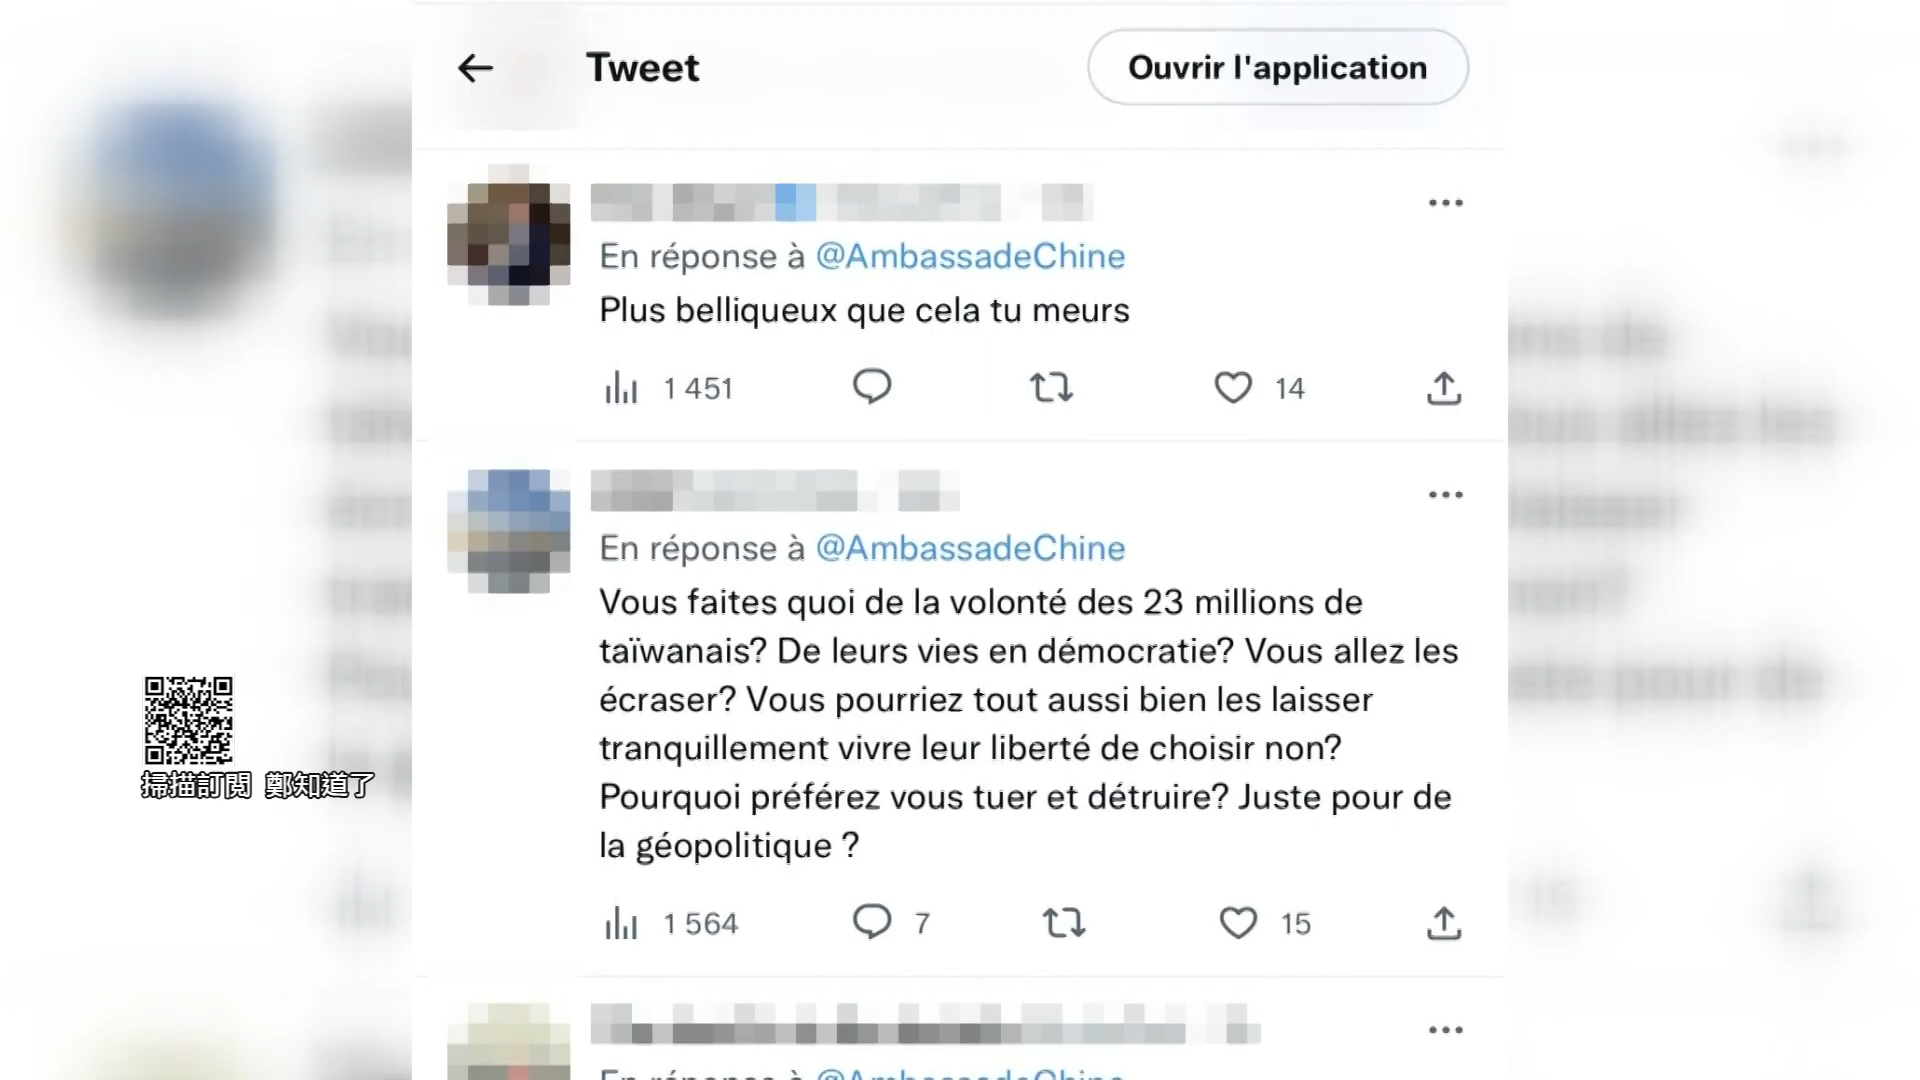 Tweet
Ouvrir l'application
En réponse à @AmbassadeChine
Plus belliqueux que cela tu meurs
1 451
14
En réponse à @AmbassadeChine
Vous faites quoi de la volonté des 23 millions de
taïwanais? De leurs vies en démocratie? Vous allez les
écraser? Vous pourriez tout aussi bien les laisser
tranquillement vivre leur liberté de choisir non?
Pourquoi préférez vous tuer et détruire? Juste pour de
la géopolitique ?
1 564
7
15
En réponse à @AmbassadeChine
掃描訂閱 鄭知道了